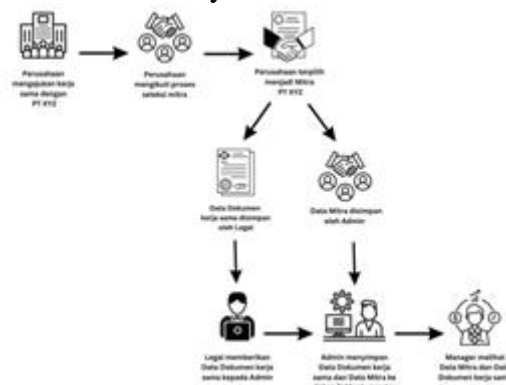 Perusahaan
mengajukan kerja
sama dengan
PT XYZ
Perusahaan
mengikuti proses
seleksi mitra
Perusahaan terpilih
menjadi Mitra
PT XYZ
Data Dokumen
kerja sama disimpan
oleh Legal
Data Mitra disimpan
oleh Admin
Legal memberikan
Data Dokumen kerja
sama kepada Admin
Admin menyimpan
Data Dokumen kerja
sama dan Data Mitra ke
Manager melihat
Data Mitra dan Data
Dokumen kerja sama